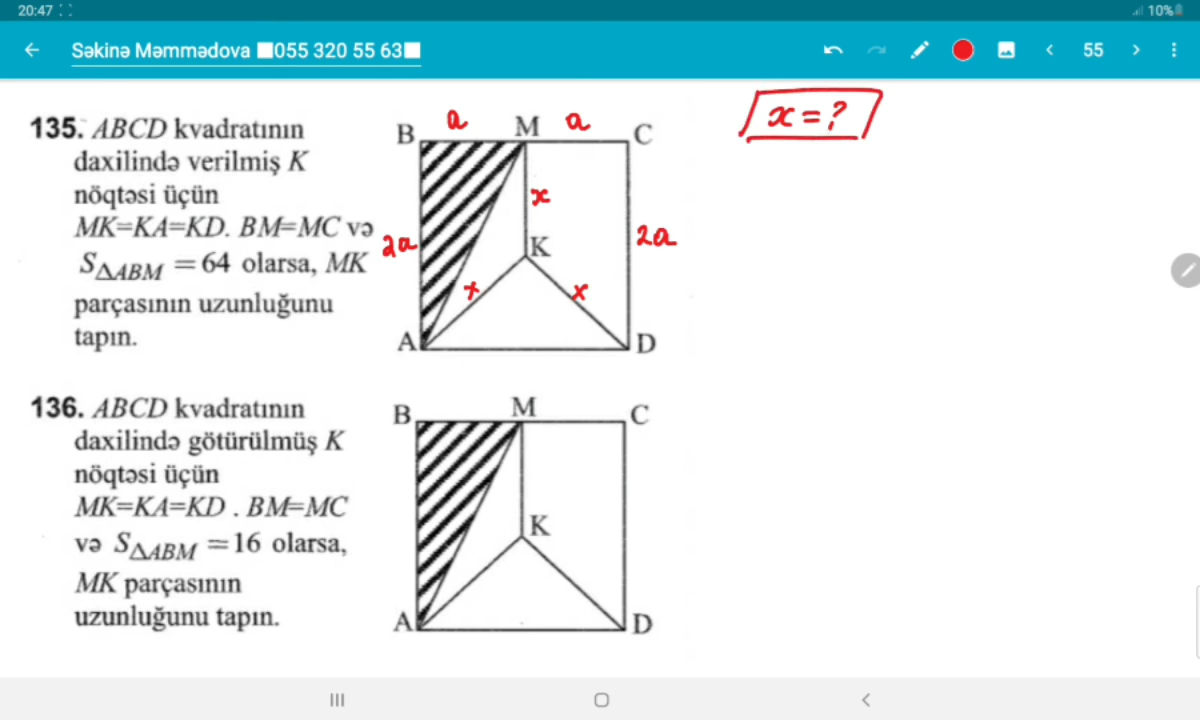 20:47
10%
Səkinə Məmmədova 055 320 55 63
55
x = ?
135. ABCD kvadratının
daxilində verilmiş K
nöqtəsi üçün
MK=KA=KD. BM=MC və
S△ABM = 64 olarsa, MK
parçasının uzunluğunu
tapın.
B a M a C
x
2a K 2a
x x
A D
136. ABCD kvadratının
daxilində götürülmüş K
nöqtəsi üçün
MK=KA=KD . BM=MC
və S△ABM =16 olarsa,
MK parçasının
uzunluğunu tapın.
B M C
K
A D